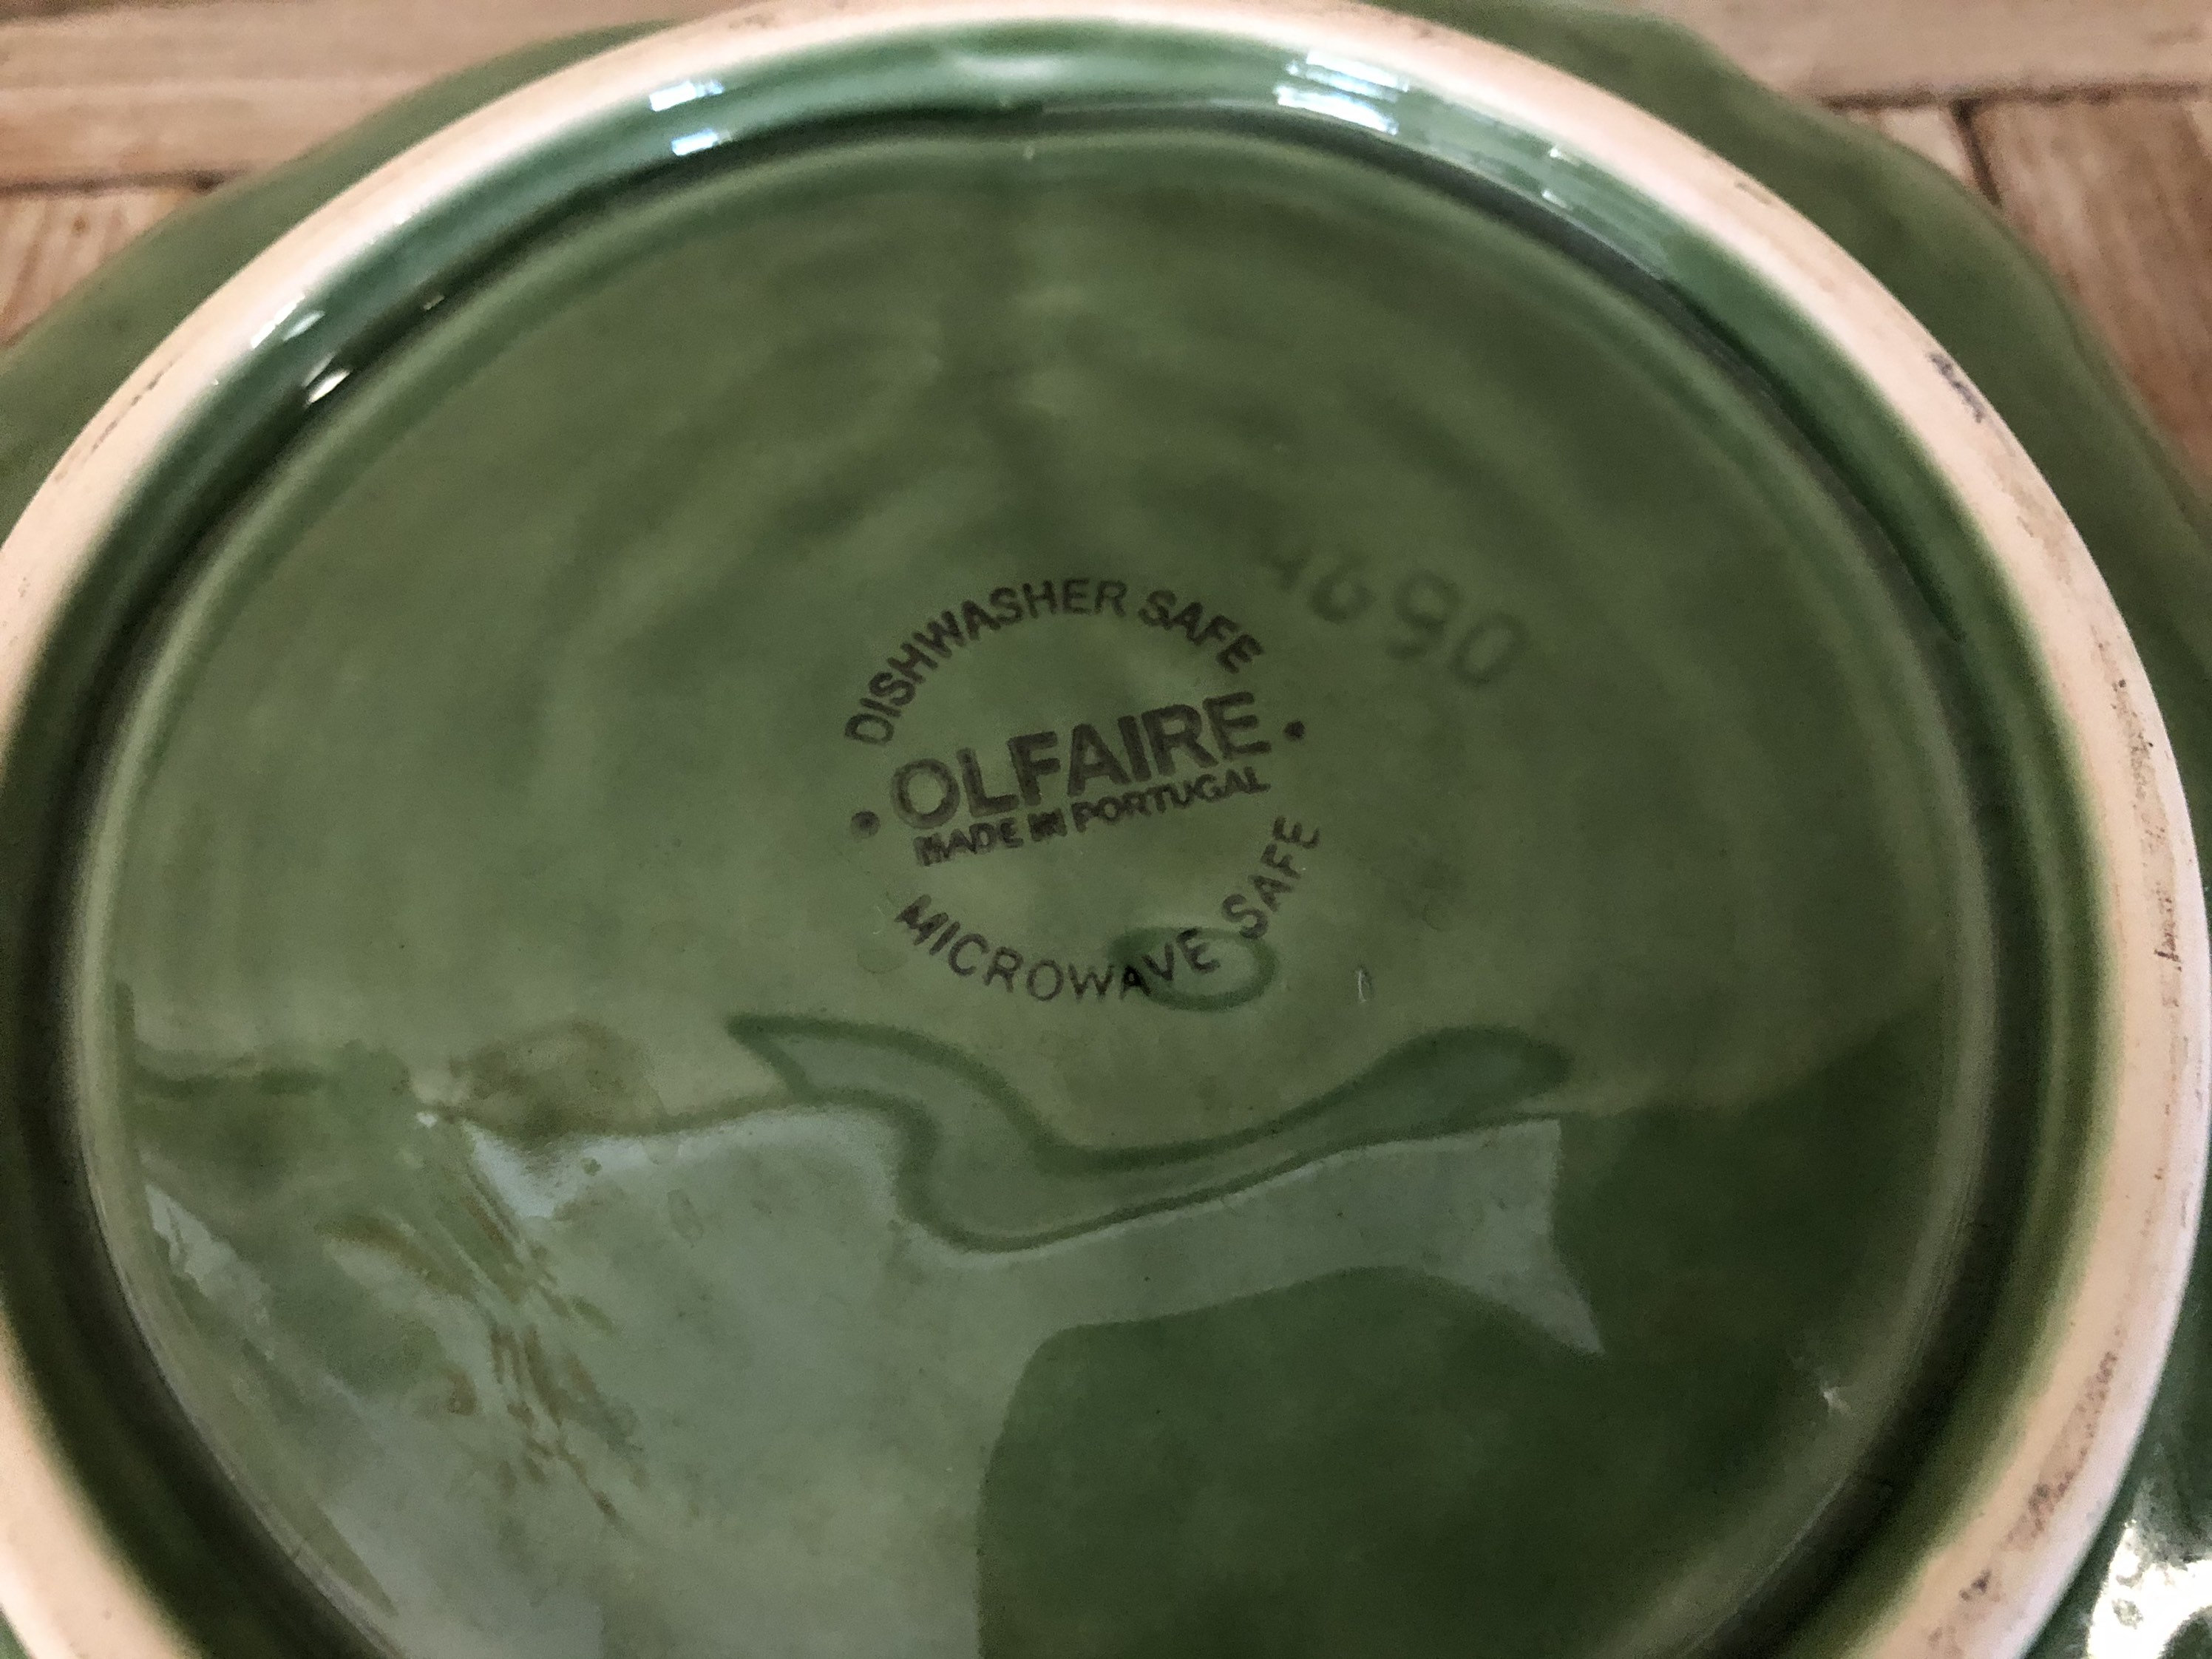 DISHWASHER SAFE
• OLFAIRE •
MADE IN PORTUGAL
MICROWAVE SAFE